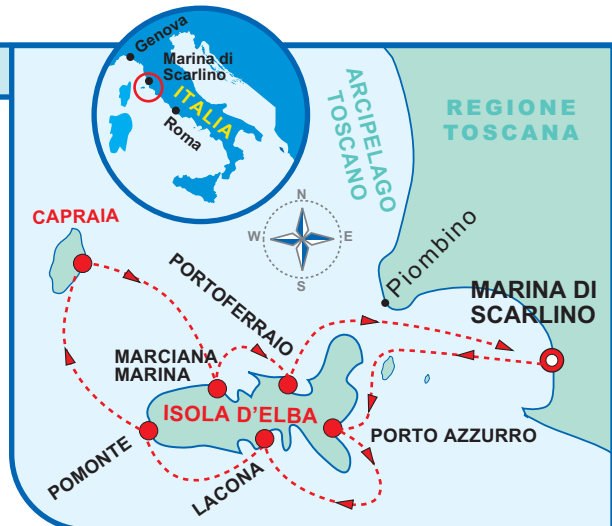 Genova
Marina di
Scarlino
ITALIA
Roma
ARCIPELAGO
TOSCANO
REGIONE
TOSCANA
CAPRAIA
N
W
E
S
Piombino
PORTOFERRAIO
MARINA DI
SCARLINO
MARCIANA
MARINA
ISOLA D'ELBA
PORTO AZZURRO
POMONTE
LACONA